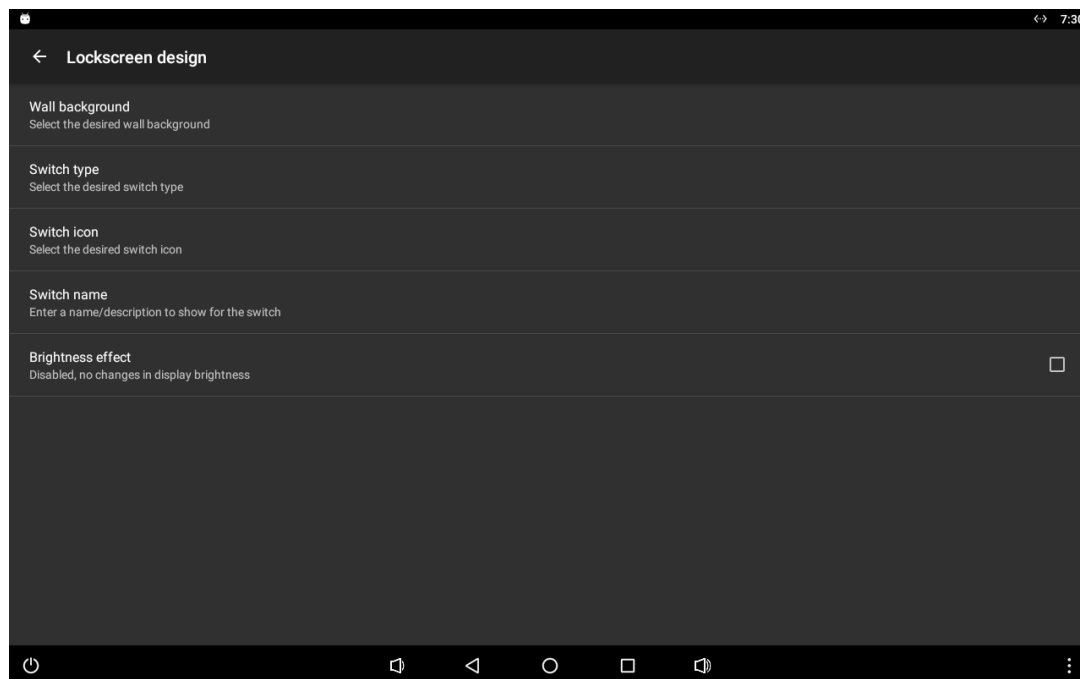 7:30
Lockscreen design
Wall background
Select the desired wall background
Switch type
Select the desired switch type
Switch icon
Select the desired switch icon
Switch name
Enter a name/description to show for the switch
Brightness effect
Disabled, no changes in display brightness